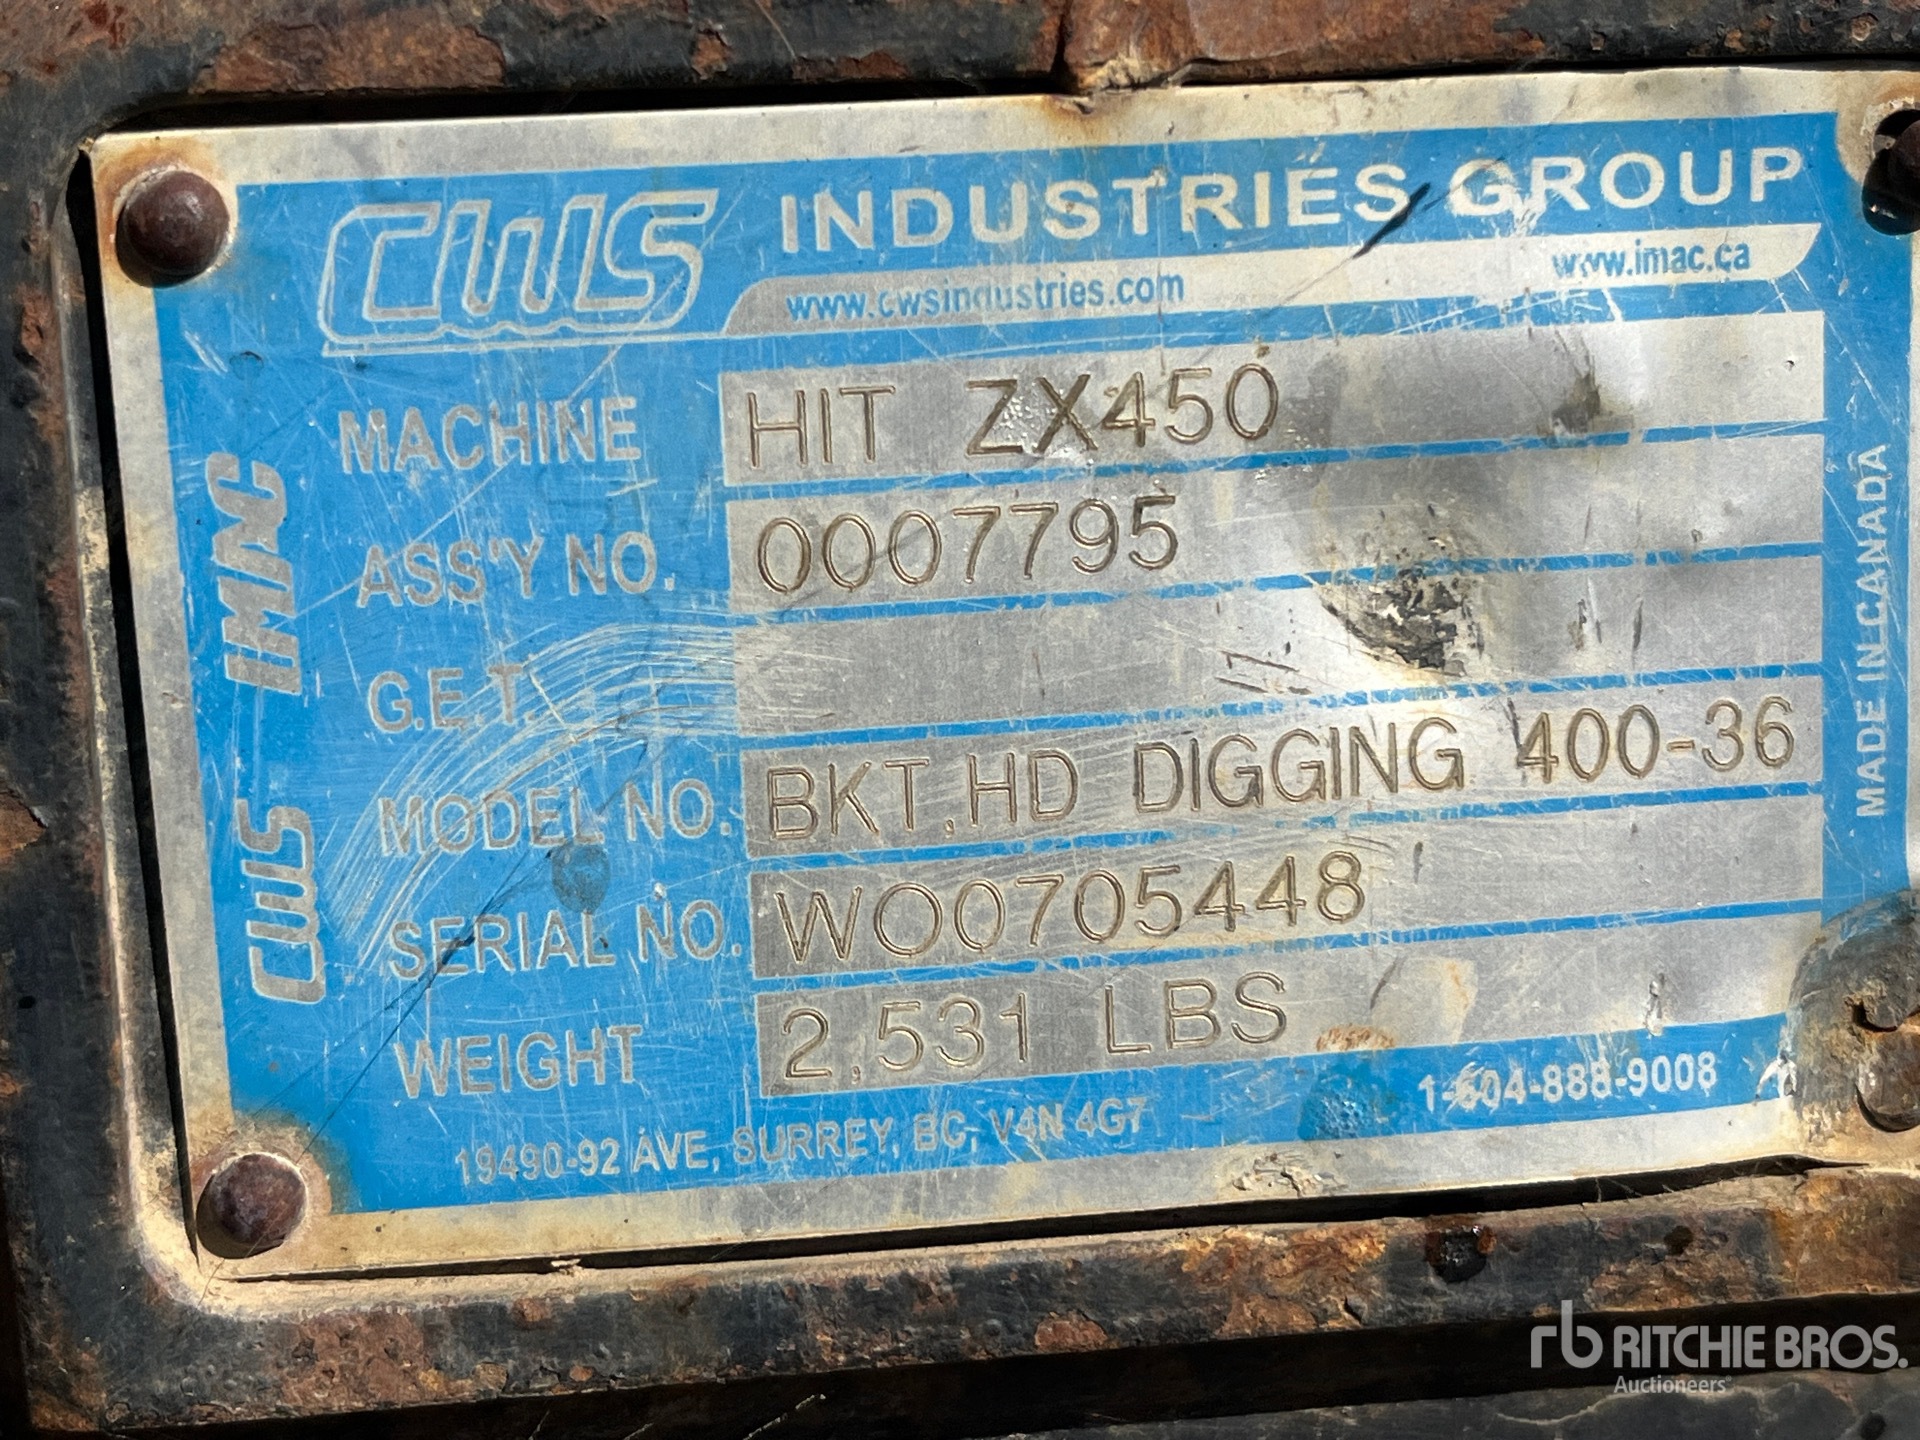 CWS INDUSTRIES GROUP
www.cwsindustries.com www.imac.ca
MACHINE HIT ZX450
ASS'Y NO. 0007795
G.E.T.
MODEL NO. BKT,HD DIGGING 400-36
SERIAL NO. WO0705448
WEIGHT 2,531 LBS
19490-92 AVE, SURREY, BC, V4N 4G7 1-604-888-9008
CWS IMAC
MADE IN CANADA
rb RITCHIE BROS.
Auctioneers